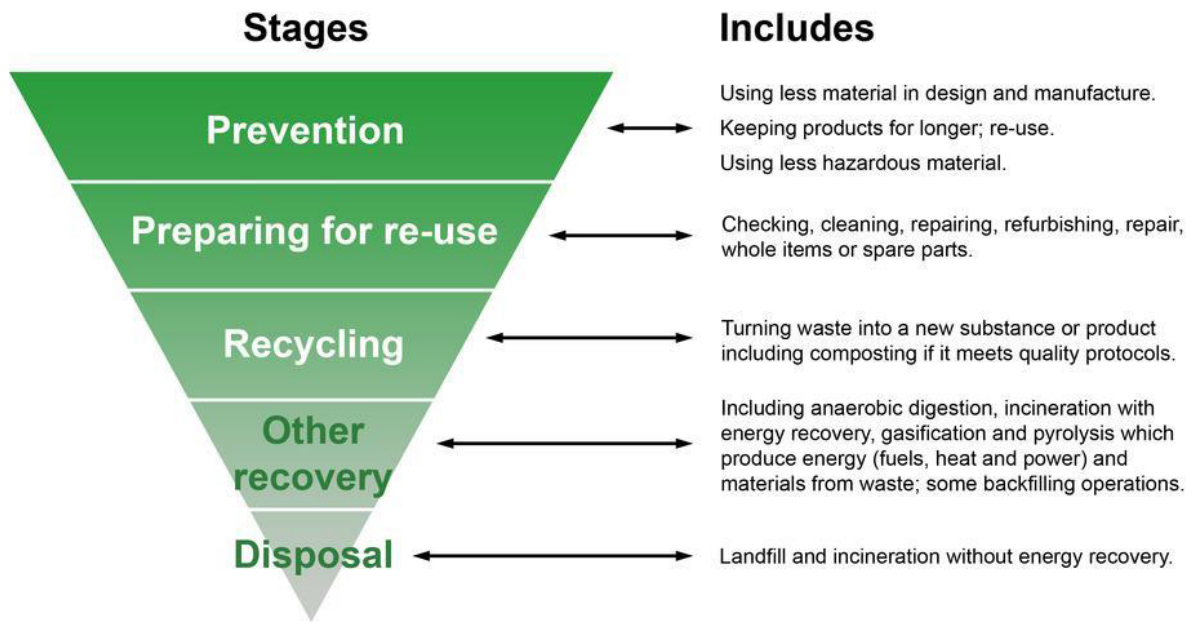 Stages
Includes
Prevention
Using less material in design and manufacture.
Keeping products for longer; re-use.
Using less hazardous material.
Preparing for re-use
Checking, cleaning, repairing, refurbishing, repair,
whole items or spare parts.
Recycling
Turning waste into a new substance or product
including composting if it meets quality protocols.
Other
recovery
Including anaerobic digestion, incineration with
energy recovery, gasification and pyrolysis which
produce energy (fuels, heat and power) and
materials from waste; some backfilling operations.
Disposal
Landfill and incineration without energy recovery.